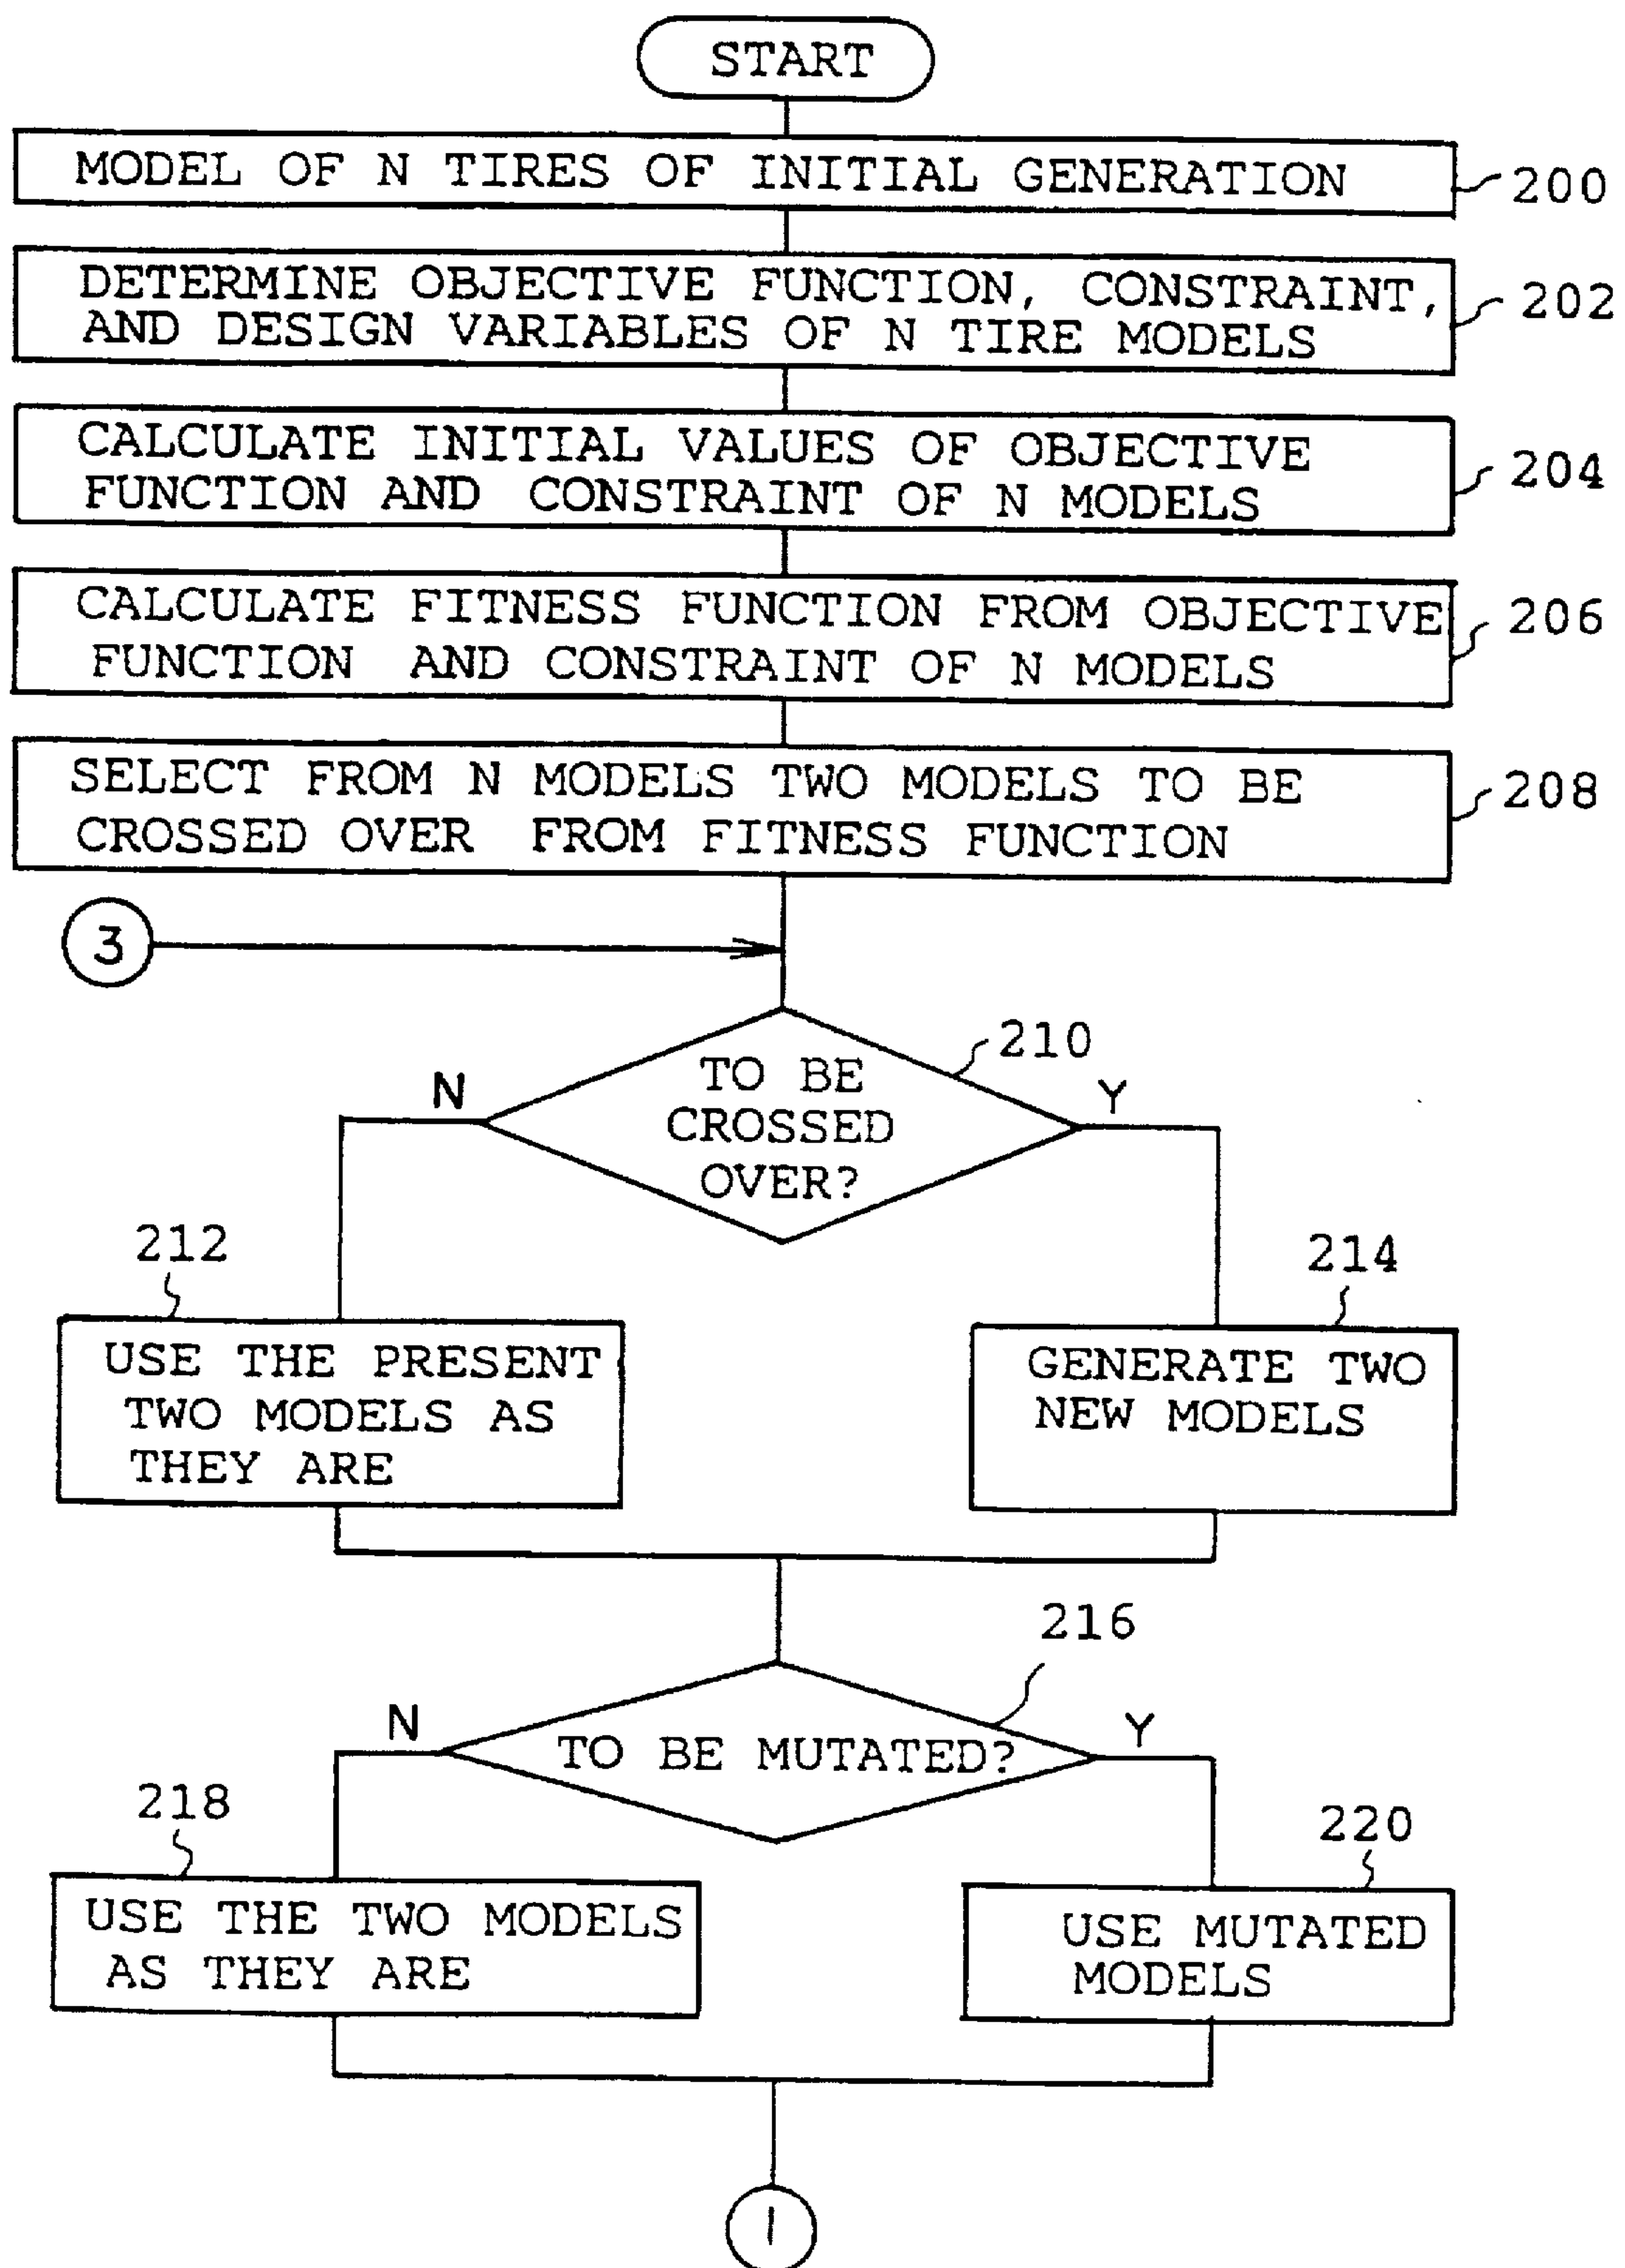 START
MODEL OF N TIRES OF INITIAL GENERATION
200
DETERMINE OBJECTIVE FUNCTION, CONSTRAINT,
AND DESIGN VARIABLES OF N TIRE MODELS
202
CALCULATE INITIAL VALUES OF OBJECTIVE
FUNCTION AND CONSTRAINT OF N MODELS
204
CALCULATE FITNESS FUNCTION FROM OBJECTIVE
FUNCTION AND CONSTRAINT OF N MODELS
206
SELECT FROM N MODELS TWO MODELS TO BE
CROSSED OVER FROM FITNESS FUNCTION
208
3
210
TO BE
CROSSED
OVER?
N
Y
212
USE THE PRESENT
TWO MODELS AS
THEY ARE
214
GENERATE TWO
NEW MODELS
216
TO BE MUTATED?
N
Y
218
USE THE TWO MODELS
AS THEY ARE
220
USE MUTATED
MODELS
1